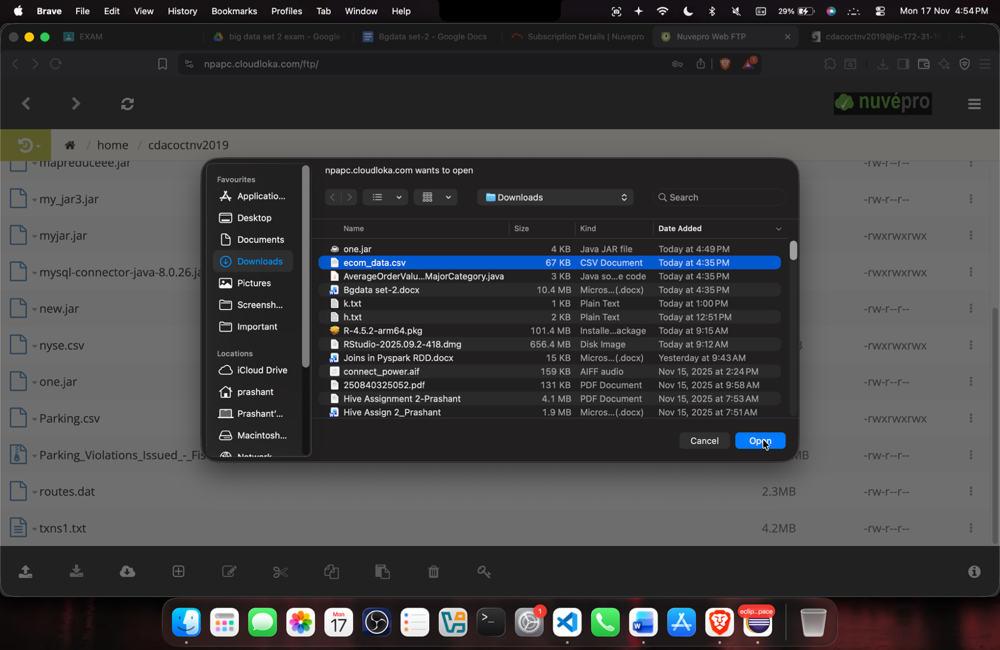 Brave File Edit View History Bookmarks Profiles Tab Window Help 29% Mon 17 Nov 4:54 PM
EXAM big data set 2 exam - Google Bgdata set-2 - Google Docs Subscription Details | Nuvepro Nuvepro Web FTP cdacoctnv2019@ip-172-31-1
npapc.cloudloka.com/ftp/ 1
nuvépro
/ home / cdacoctnv2019
mapreduceee.jar -rw-r--r--
my_jar3.jar -rw-r--r--
myjar.jar -rwxrwxrwx
mysql-connector-java-8.0.26.ja -rw-r--r--
new.jar -rw-r--r--
nyse.csv -rwxrwxrwx
one.jar -rw-r--r--
Parking.csv -rwxrwxrwx
Parking_Violations_Issued_-_Fis MB -rw-r--r--
routes.dat 2.3MB -rw-r--r--
txns1.txt 4.2MB -rw-r--r--
npapc.cloudloka.com wants to open
Favourites
Applicatio...
Desktop
Documents
Downloads
Pictures
Screensh...
Important
Locations
iCloud Drive
prashant
Prashant'...
Macintosh...
Network
Downloads Search
Name Size Kind Date Added
one.jar 4 KB Java JAR file Today at 4:49 PM
ecom_data.csv 67 KB CSV Document Today at 4:35 PM
AverageOrderValu...MajorCategory.java 3 KB Java so...e code Today at 4:35 PM
Bgdata set-2.docx 10.4 MB Micros...(.docx) Today at 4:35 PM
k.txt 1 KB Plain Text Today at 1:00 PM
h.txt 2 KB Plain Text Today at 12:51 PM
R-4.5.2-arm64.pkg 101.4 MB Installe...ackage Today at 9:15 AM
RStudio-2025.09.2-418.dmg 656.4 MB Disk Image Today at 9:12 AM
Joins in Pyspark RDD.docx 15 KB Micros...(.docx) Yesterday at 9:43 AM
connect_power.aif 159 KB AIFF audio Nov 15, 2025 at 2:24 PM
250840325052.pdf 131 KB PDF Document Nov 15, 2025 at 9:58 AM
Hive Assignment 2-Prashant 4.1 MB PDF Document Nov 15, 2025 at 7:53 AM
Hive Assign 2_Prashant 1.9 MB Micros...(.docx) Nov 15, 2025 at 7:51 AM
Cancel Open
Mon
17
1
eclip...pace